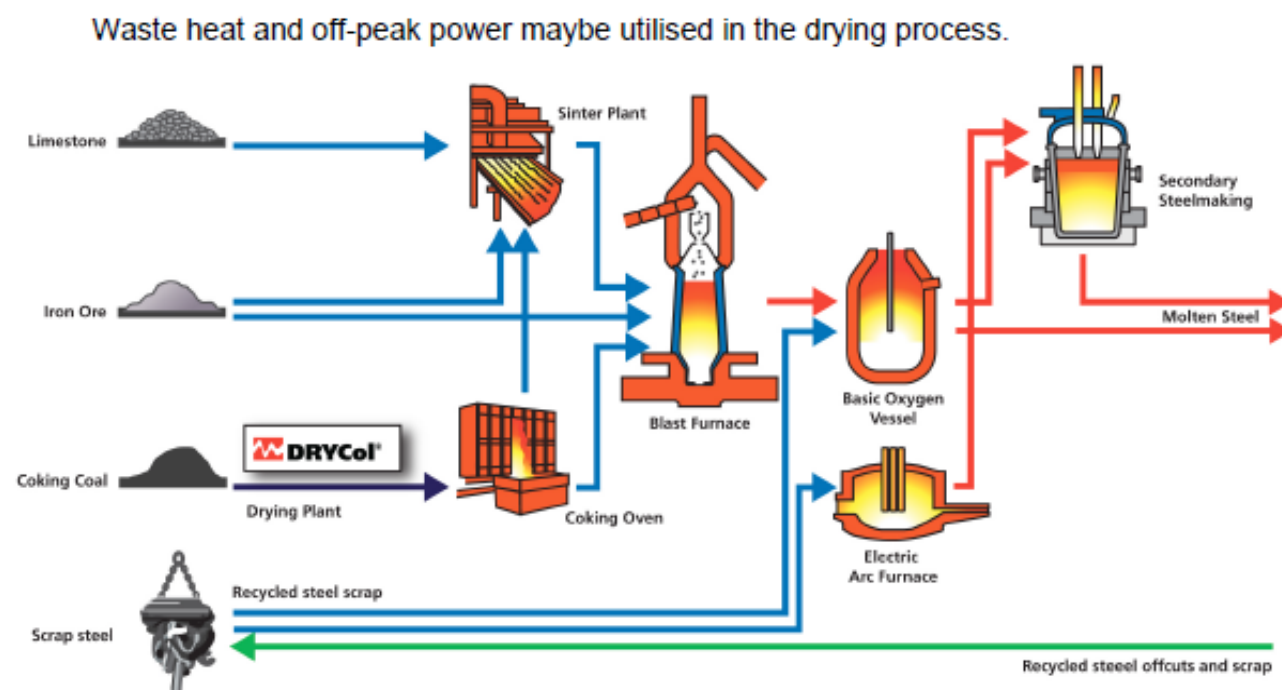 Waste heat and off-peak power maybe utilised in the drying process.
Limestone
Sinter Plant
Secondary
Steelmaking
Iron Ore
Molten Steel
Basic Oxygen
Vessel
Blast Furnace
DRYCol®
Coking Coal
Drying Plant
Coking Oven
Electric
Arc Furnace
Recycled steel scrap
Scrap steel
Recycled steeel offcuts and scrap